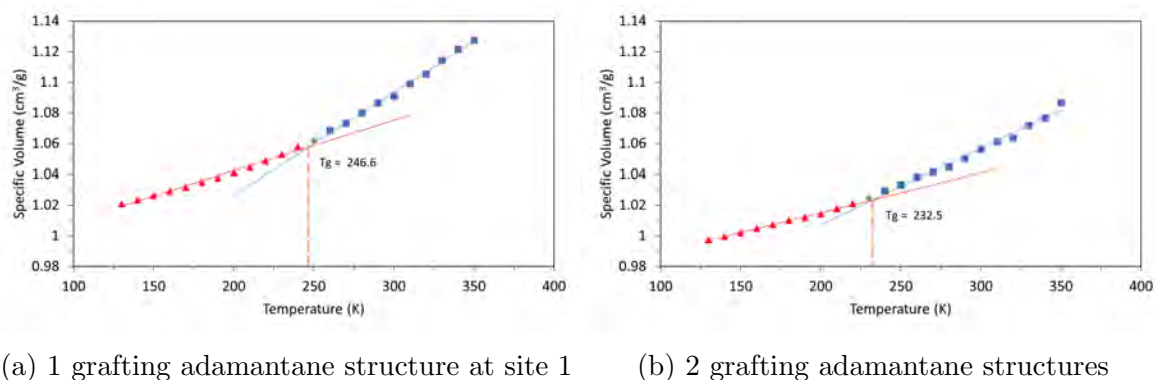 1.14
1.12
1.1
1.08
1.06
1.04
1.02
1
0.98
Specific Volume (cm³/g)
Tg = 246.6
100 150 200 250 300 350 400
Temperature (K)
(a) 1 grafting adamantane structure at site 1
1.14
1.12
1.1
1.08
1.06
1.04
1.02
1
0.98
Specific Volume (cm³/g)
Tg = 232.5
100 150 200 250 300 350 400
Temperature (K)
(b) 2 grafting adamantane structures